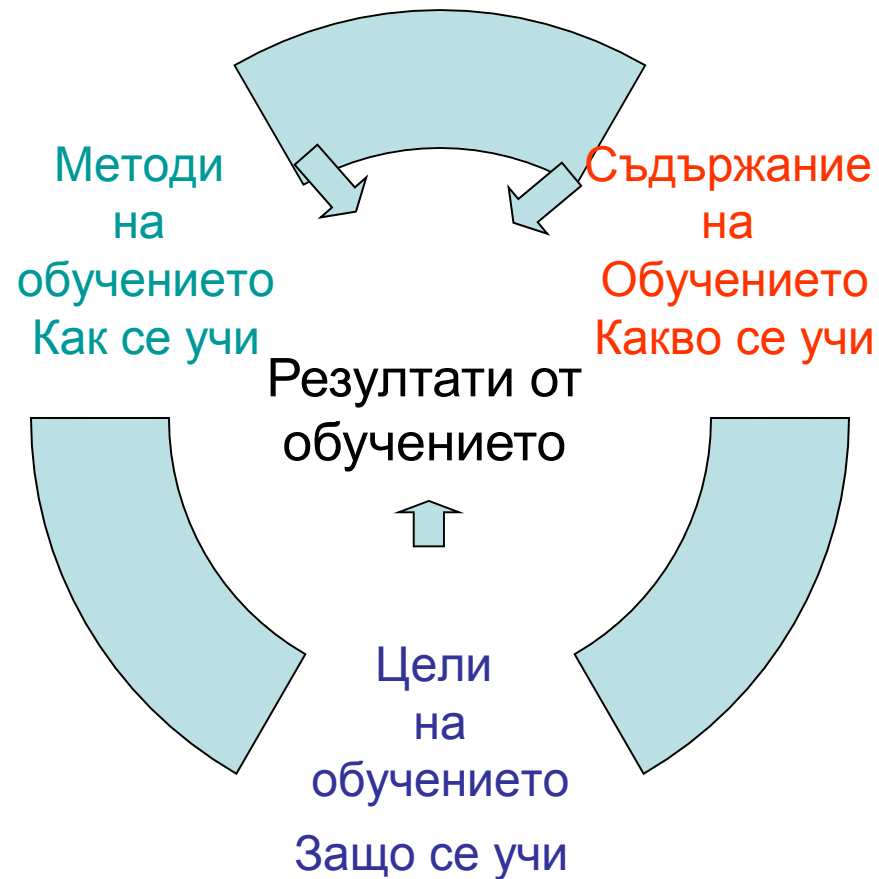 Методи
на
обучението
Как се учи
Съдържание
на
Обучението
Какво се учи
Резултати от
обучението
Цели
на
обучението
Защо се учи